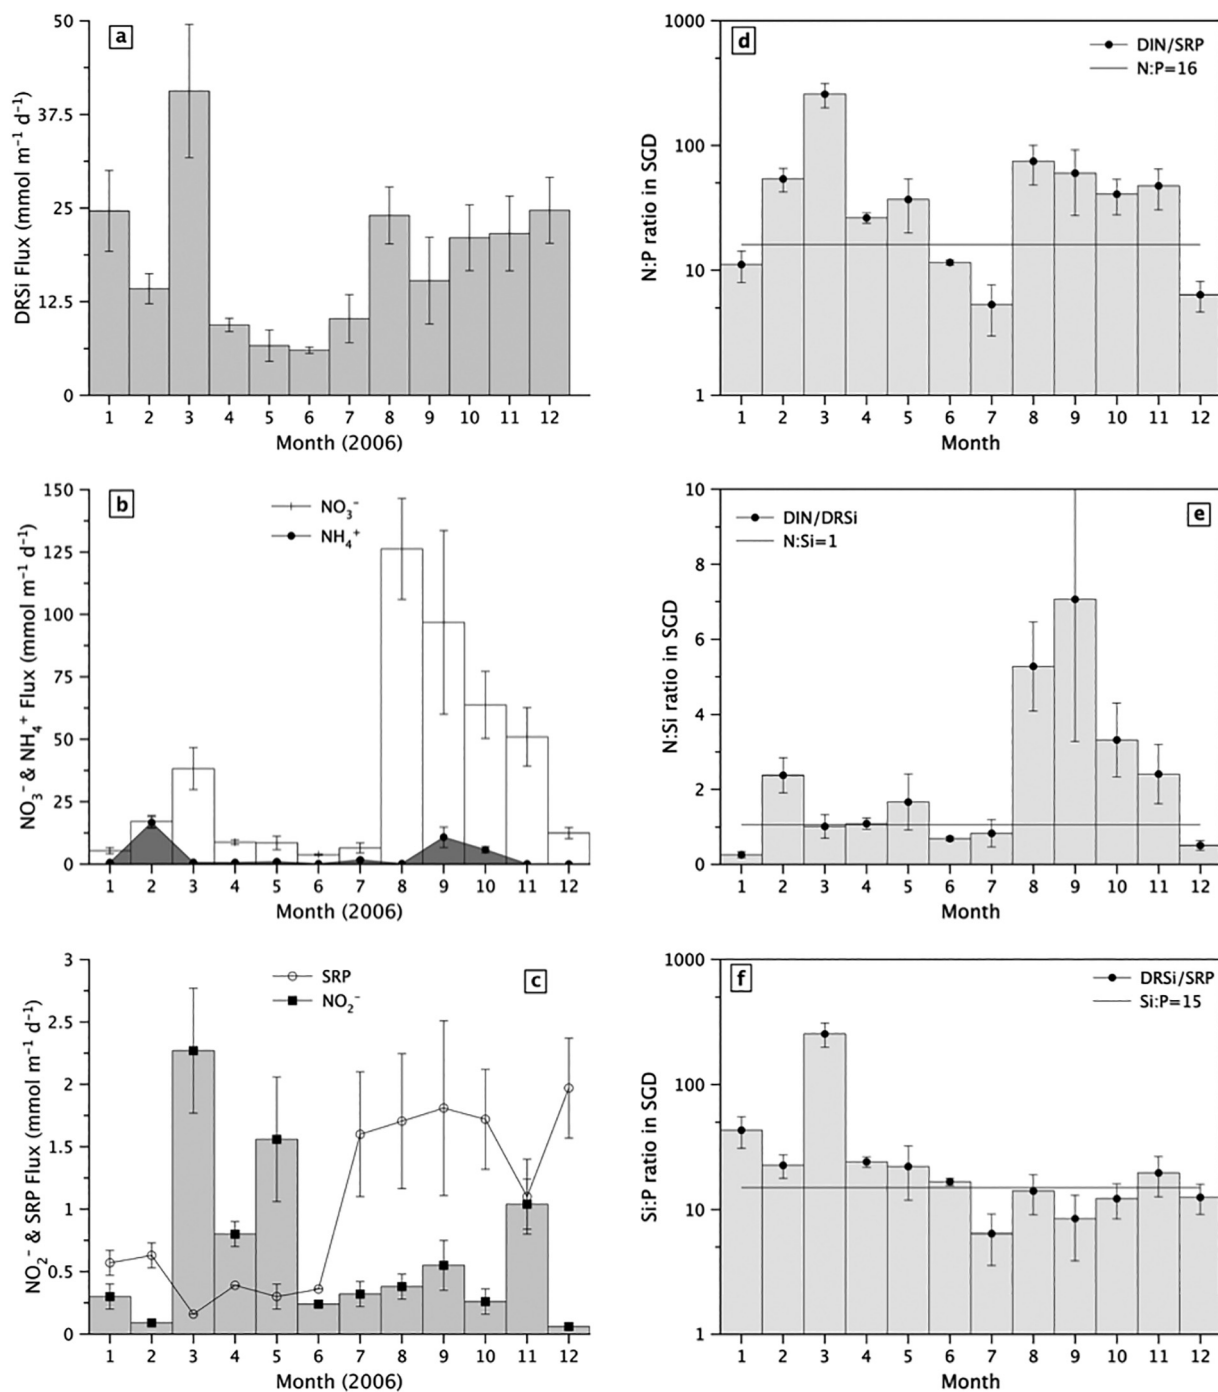 a
DRSi Flux (mmol m⁻¹ d⁻¹)
50
37.5
25
12.5
0
1 2 3 4 5 6 7 8 9 10 11 12
Month (2006)
b
NO₃⁻
NH₄⁺
NO₃⁻ & NH₄⁺ Flux (mmol m⁻¹ d⁻¹)
150
125
100
75
50
25
0
1 2 3 4 5 6 7 8 9 10 11 12
Month (2006)
c
SRP
NO₂⁻
NO₂⁻ & SRP Flux (mmol m⁻¹ d⁻¹)
3
2.5
2
1.5
1
0.5
0
1 2 3 4 5 6 7 8 9 10 11 12
Month (2006)
d
DIN/SRP
N:P=16
N:P ratio in SGD
1000
100
10
1
1 2 3 4 5 6 7 8 9 10 11 12
Month
e
DIN/DRSi
N:Si=1
N:Si ratio in SGD
10
8
6
4
2
0
1 2 3 4 5 6 7 8 9 10 11 12
Month
f
DRSi/SRP
Si:P=15
Si:P ratio in SGD
1000
100
10
1
1 2 3 4 5 6 7 8 9 10 11 12
Month